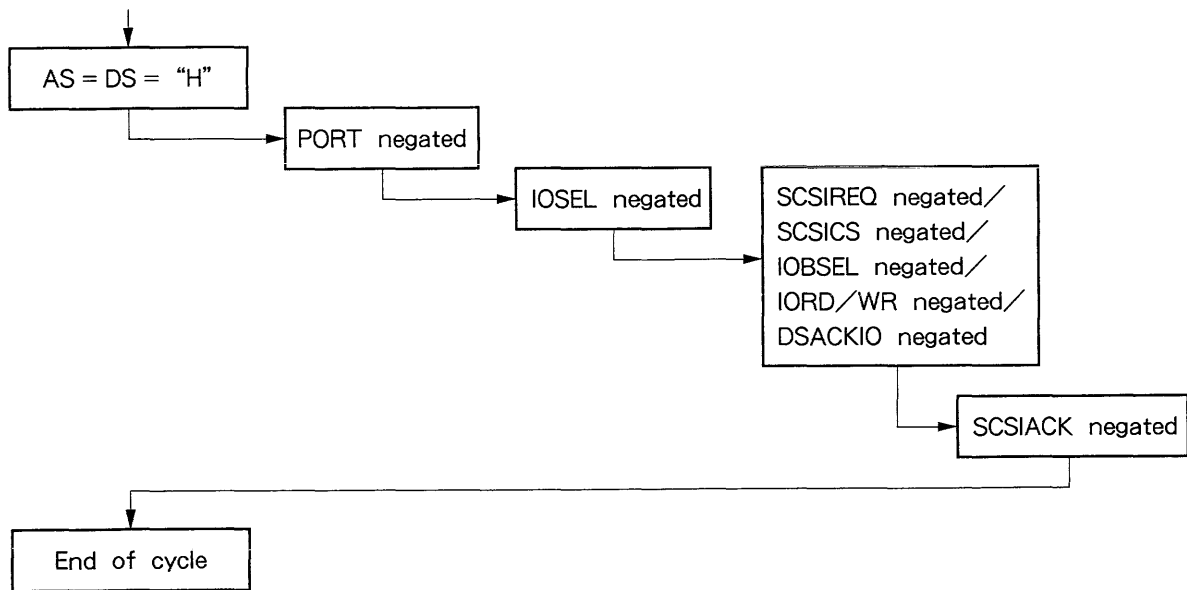 AS = DS = “H”
PORT negated
IOSEL negated
SCSIREQ negated／
SCSICS negated／
IOBSEL negated／
IORD／WR negated／
DSACKIO negated
SCSIACK negated
End of cycle